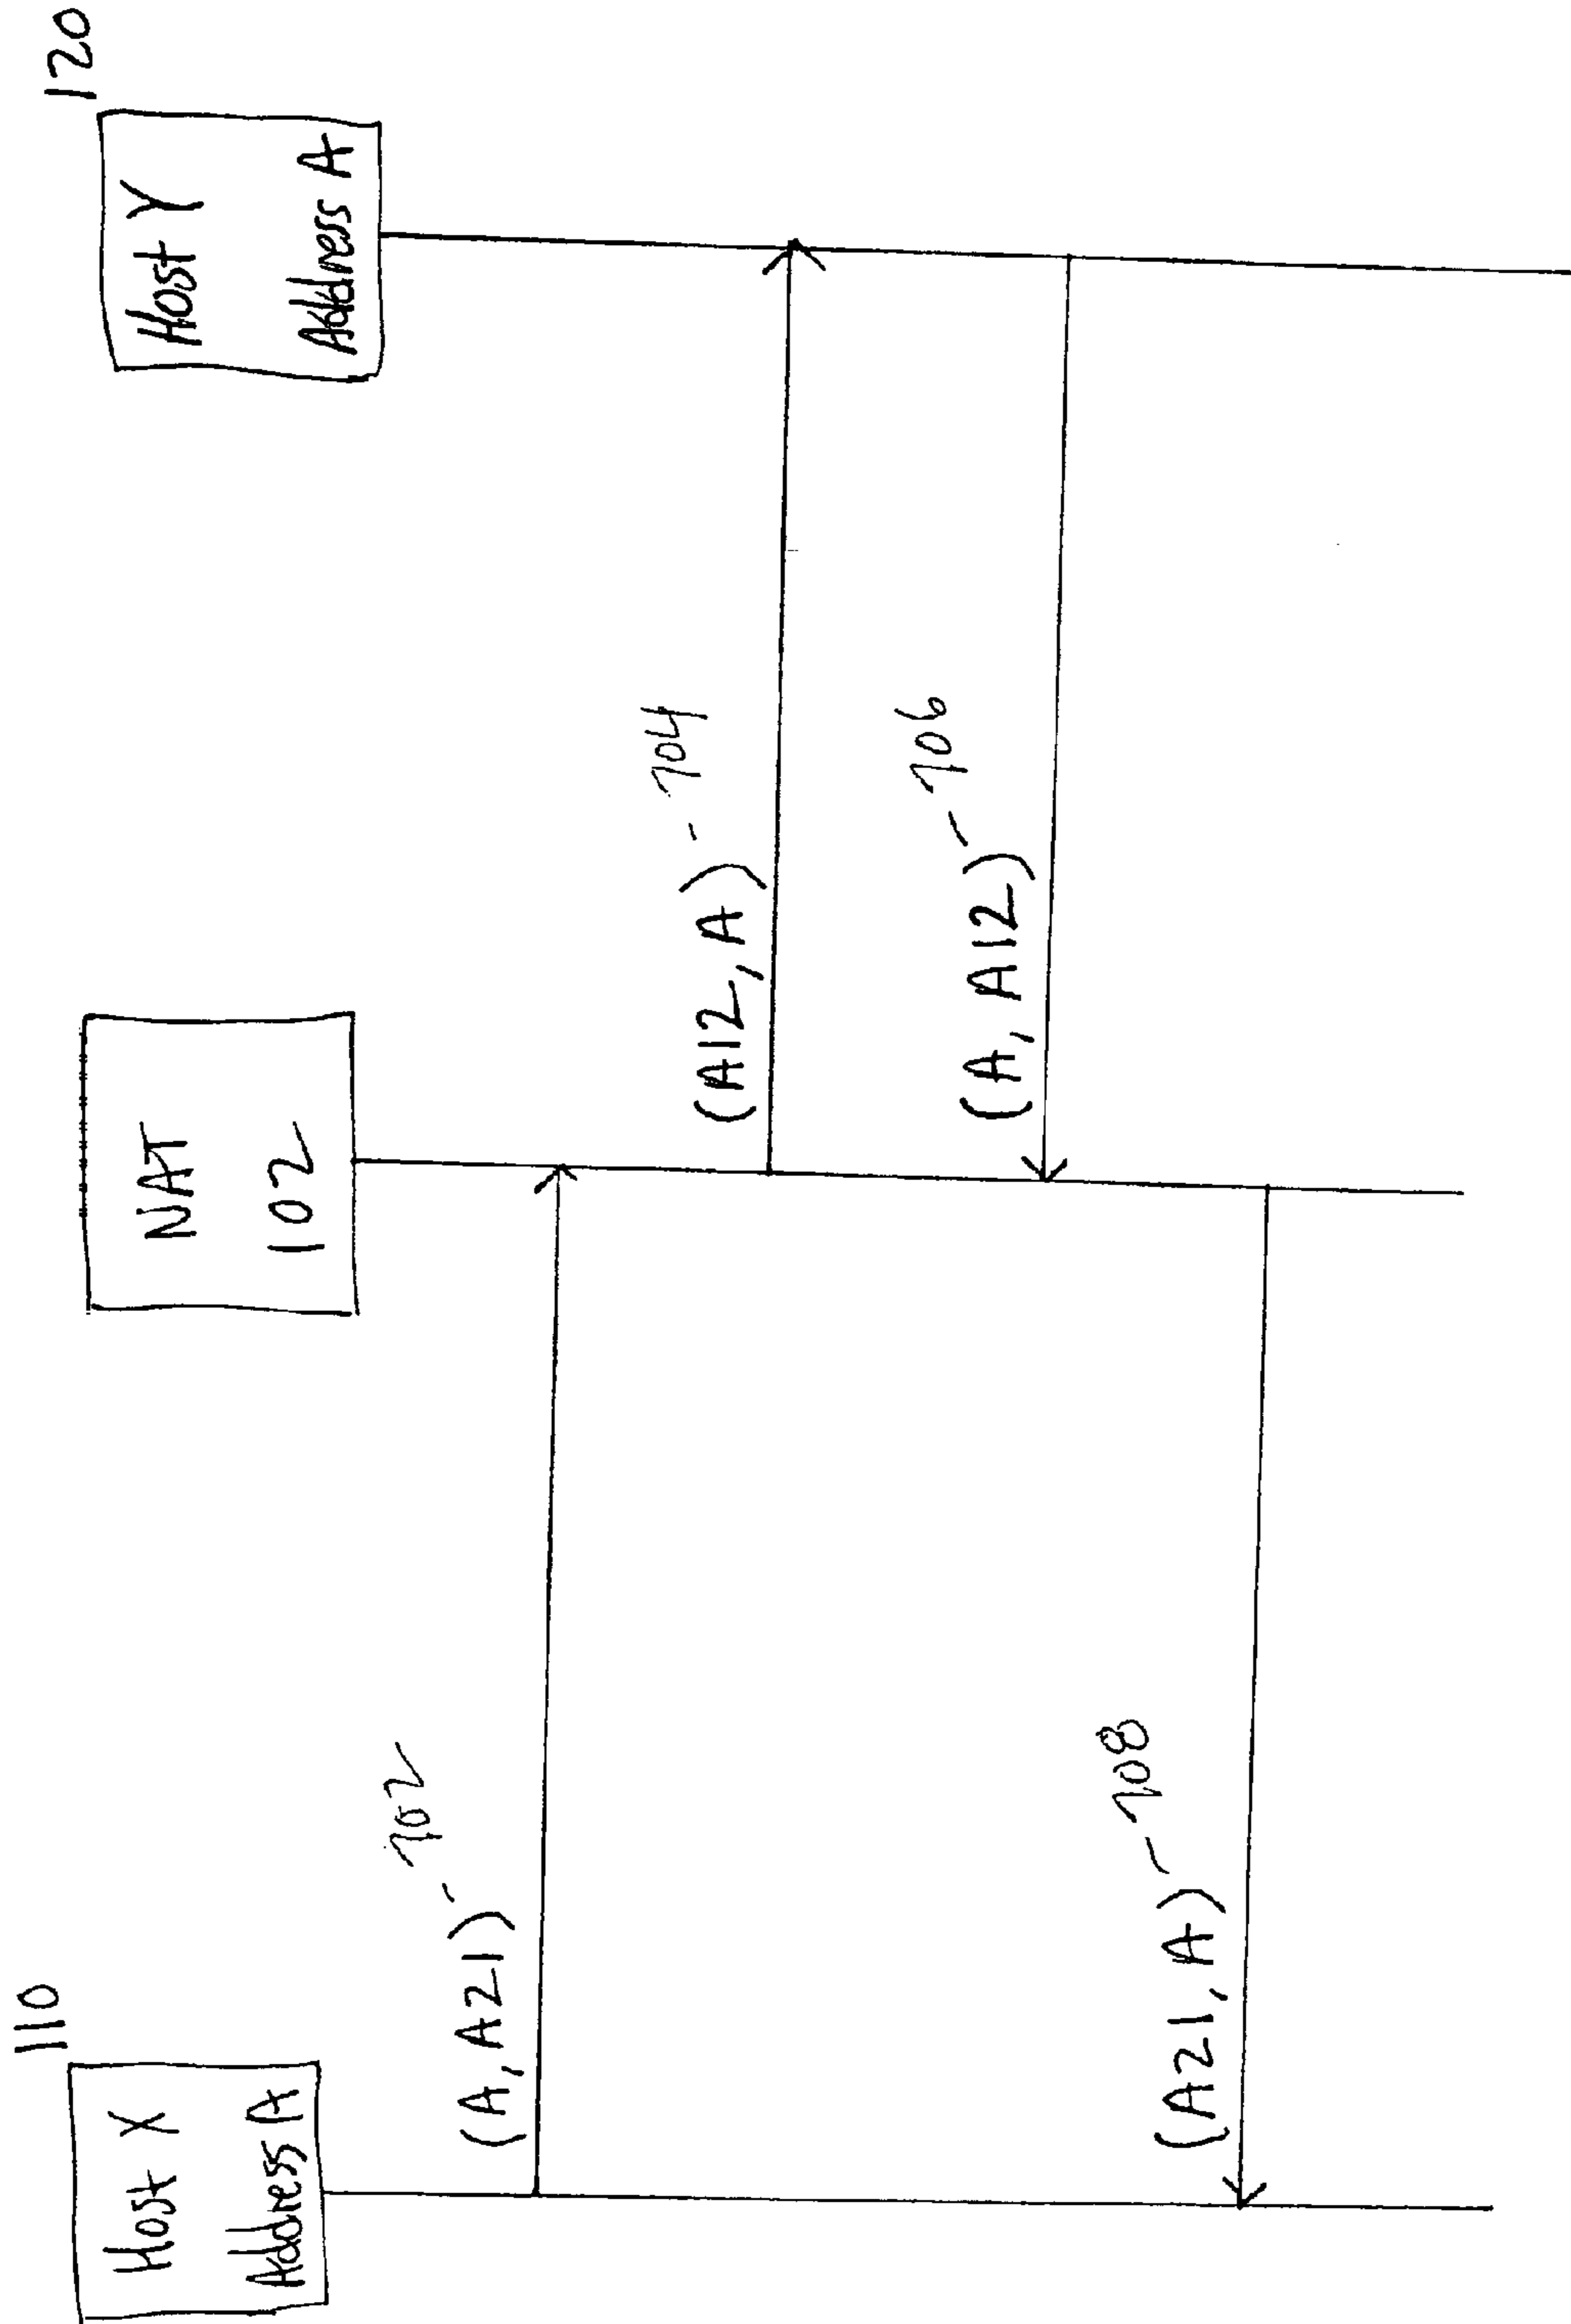 110
Host X
Address A
NAT
102
120
Host Y
Address A
(A, A21) - 702
(A12, A) - 704
(A, A12) - 706
(A21, A) - 708